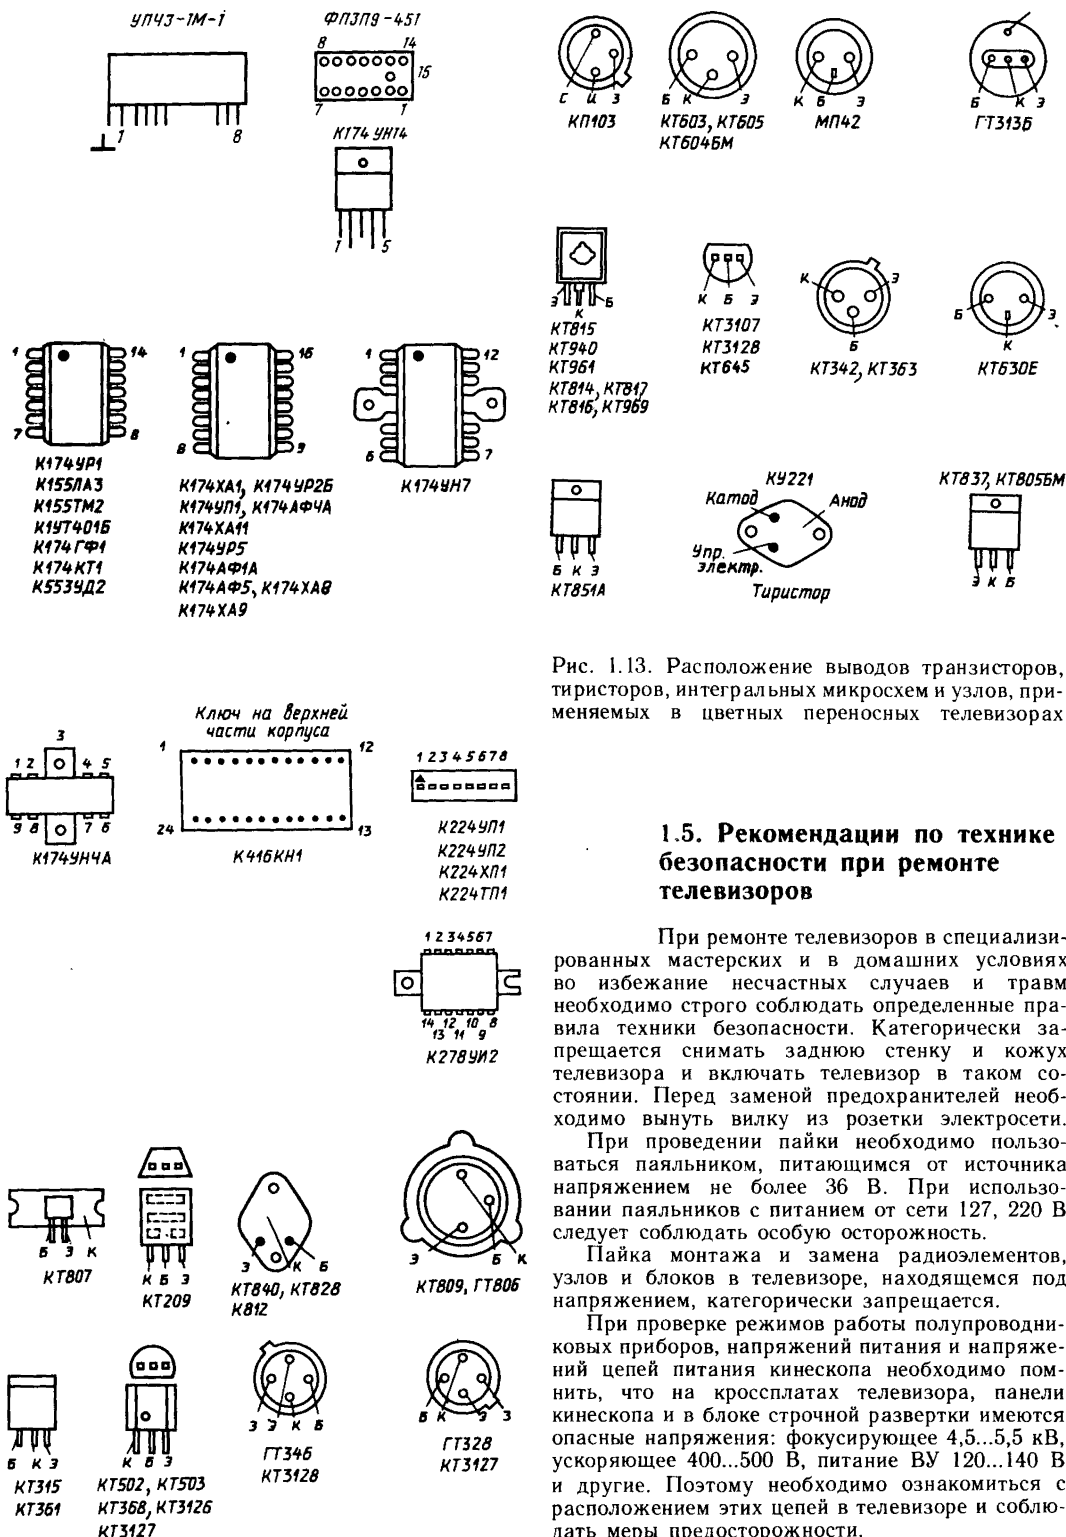 УПЧЗ-1М-1
ФПЗП9-451
8 14
15
7 1
1 8
К174 УН14
1 5
С И З
КП103
Б К Э
КТ603, КТ605
КТ604БМ
К Б Э
МП42
Б К Э
ГТ313Б
Э Б
К
КТ815
КТ940
КТ961
КТ814, КТ817
КТ816, КТ969
К Б Э
КТ3107
КТ3128
КТ645
К Э
Б
КТ342, КТ363
Б Э
К
КТ630Е
1 14
7 8
К174УР1
К155ЛА3
К155ТМ2
К1УТ401Б
К174ГФ1
К174КТ1
К553УД2
1 16
8 9
К174ХА1, К174УР2Б
К174УП1, К174АФ4А
К174ХА11
К174УР5
К174АФ1А
К174АФ5, К174ХА8
К174ХА9
1 12
6 7
К174УН7
Б К Э
КТ851А
КУ221
Катод Анод
Упр.
электр.
Тиристор
КТ837, КТ805БМ
Э К Б
Рис. 1.13. Расположение выводов транзисторов,
тиристоров, интегральных микросхем и узлов, при-
меняемых в цветных переносных телевизорах
3
1 2 4 5
9 8 7 6
К174УНЧА
Ключ на верхней
части корпуса
1 12
24 13
К416КН1
1 2 3 4 5 6 7 8
К224УП1
К224УП2
К224ХП1
К224ТП1
1 2 3 4 5 6 7
14 12 10 8
13 11 9
К278УИ2
Б Э К
КТ807
К Б Э
КТ209
Э К Б
КТ840, КТ828
К812
Э Б К
КТ809, ГТ806
Б К Э
КТ315
КТ361
К Б Э
КТ502, КТ503
КТ368, КТ3126
КТ3127
З Э К Б
ГТ346
КТ3128
Б К Э З
ГТ328
КТ3127
1.5. Рекомендации по технике
безопасности при ремонте
телевизоров
При ремонте телевизоров в специализи-
рованных мастерских и в домашних условиях
во избежание несчастных случаев и травм
необходимо строго соблюдать определенные пра-
вила техники безопасности. Категорически за-
прещается снимать заднюю стенку и кожух
телевизора и включать телевизор в таком со-
стоянии. Перед заменой предохранителей необ-
ходимо вынуть вилку из розетки электросети.
При проведении пайки необходимо пользо-
ваться паяльником, питающимся от источника
напряжением не более 36 В. При использо-
вании паяльников с питанием от сети 127, 220 В
следует соблюдать особую осторожность.
Пайка монтажа и замена радиоэлементов,
узлов и блоков в телевизоре, находящемся под
напряжением, категорически запрещается.
При проверке режимов работы полупроводни-
ковых приборов, напряжений питания и напряже-
ний цепей питания кинескопа необходимо пом-
нить, что на кроссплатах телевизора, панели
кинескопа и в блоке строчной развертки имеются
опасные напряжения: фокусирующее 4,5...5,5 кВ,
ускоряющее 400...500 В, питание ВУ 120...140 В
и другие. Поэтому необходимо ознакомиться с
расположением этих цепей в телевизоре и соблю-
дать меры предосторожности.